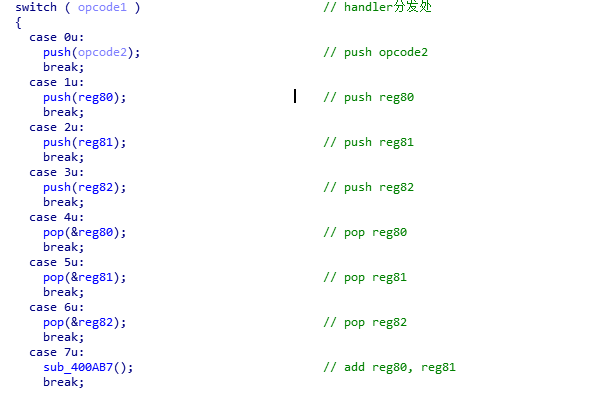 switch ( opcode1 ) // handler分发处
{
case 0u:
push(opcode2); // push opcode2
break;
case 1u:
push(reg80); // push reg80
break;
case 2u:
push(reg81); // push reg81
break;
case 3u:
push(reg82); // push reg82
break;
case 4u:
pop(&reg80); // pop reg80
break;
case 5u:
pop(&reg81); // pop reg81
break;
case 6u:
pop(&reg82); // pop reg82
break;
case 7u:
sub_400AB7(); // add reg80, reg81
break;